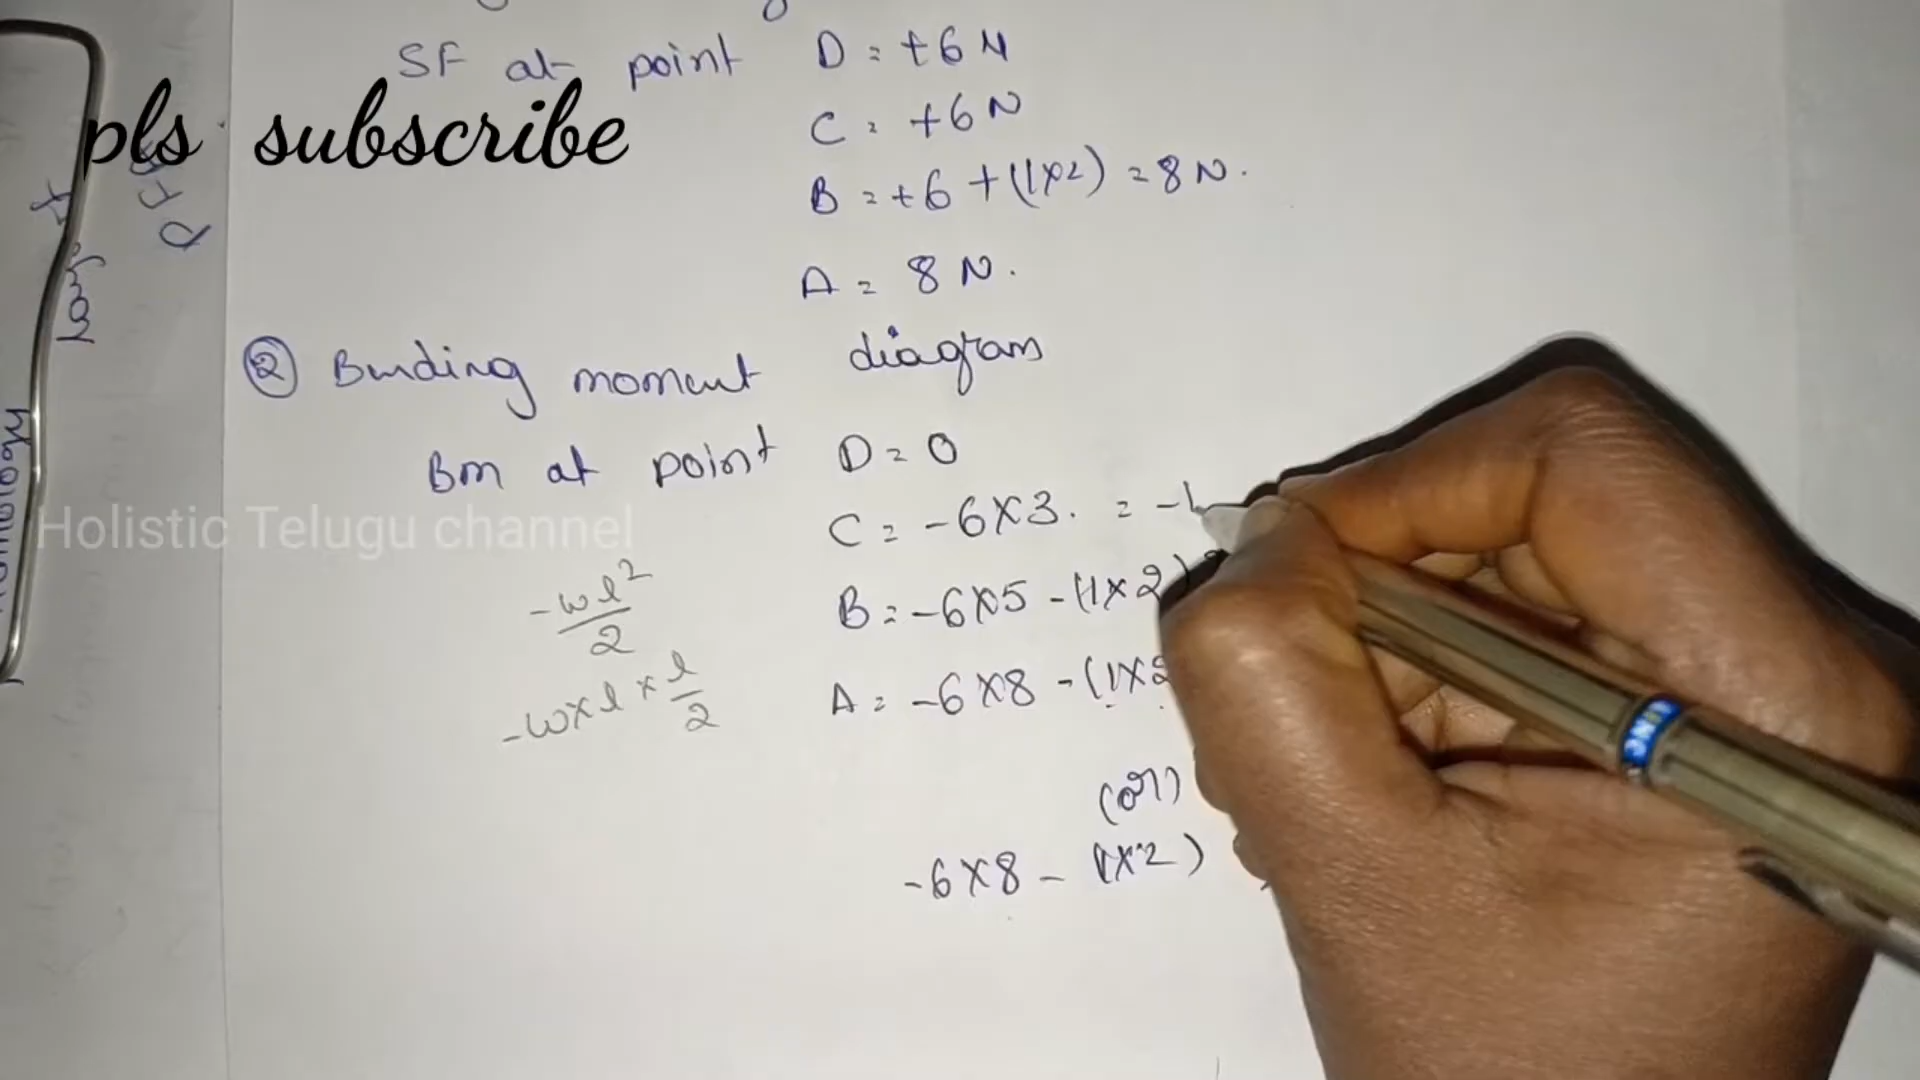 SF at point D = +6 N
pls subscribe
C = +6 N
B = +6 + (1×2) = 8 N.
A = 8 N.
② Bending moment diagram
BM at point D = 0
Holistic Telugu channel
C = -6×3. = -1
B = -6×5 - (1×2)
-wl²/2
A = -6×8 - (1×2
-w×l×l/2
(or)
-6×8 - (1×2)